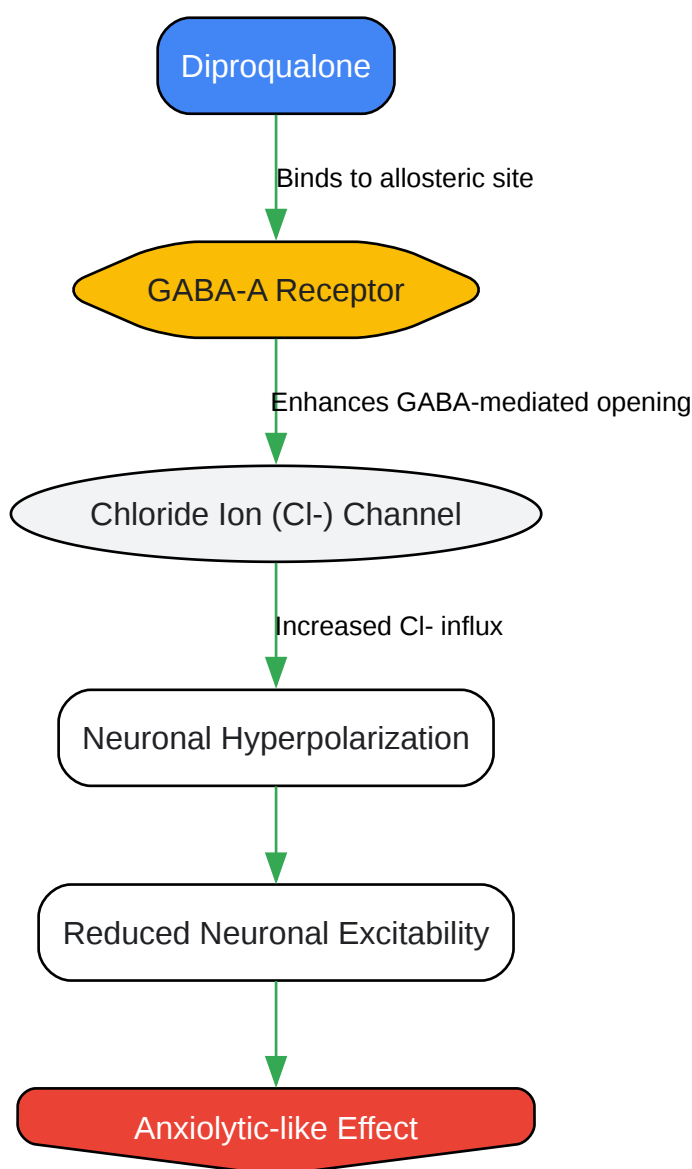 Diproqualone
Binds to allosteric site
GABA-A Receptor
Enhances GABA-mediated opening
Chloride Ion (Cl-) Channel
Increased Cl- influx
Neuronal Hyperpolarization
Reduced Neuronal Excitability
Anxiolytic-like Effect